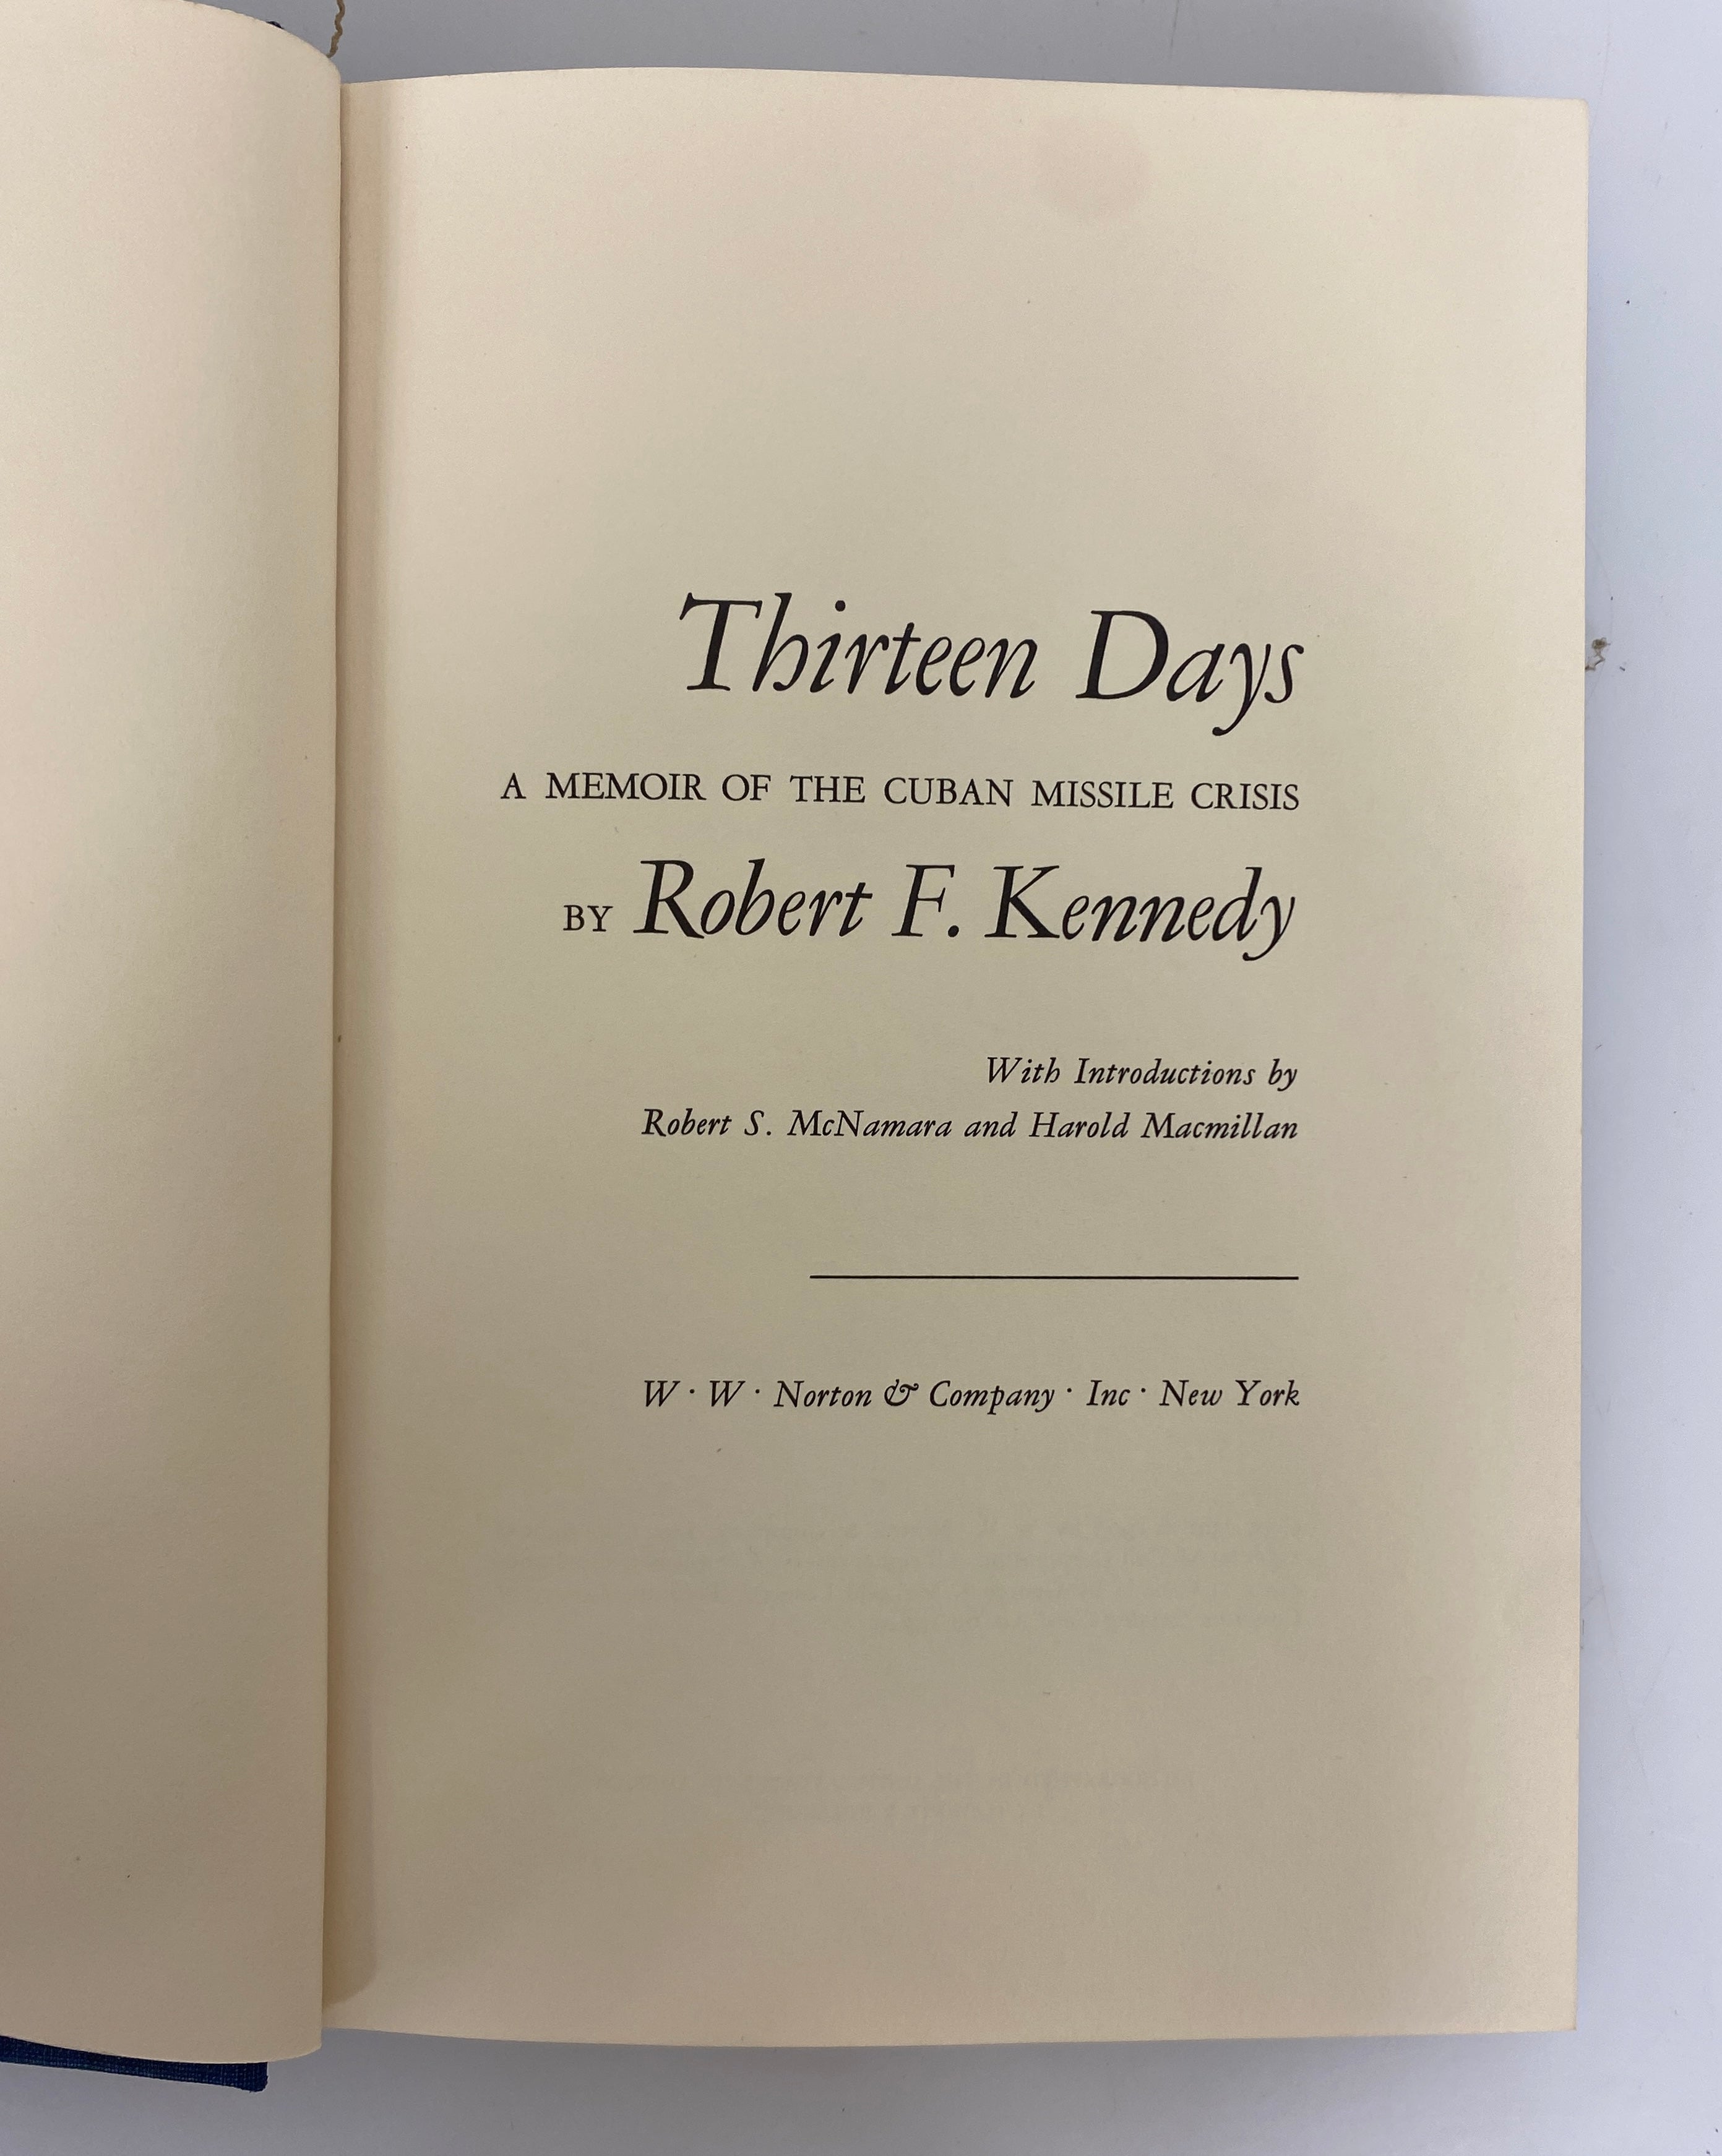 Thirteen Days
A MEMOIR OF THE CUBAN MISSILE CRISIS
BY Robert F. Kennedy
With Introductions by
Robert S. McNamara and Harold Macmillan
W · W · Norton & Company · Inc · New York